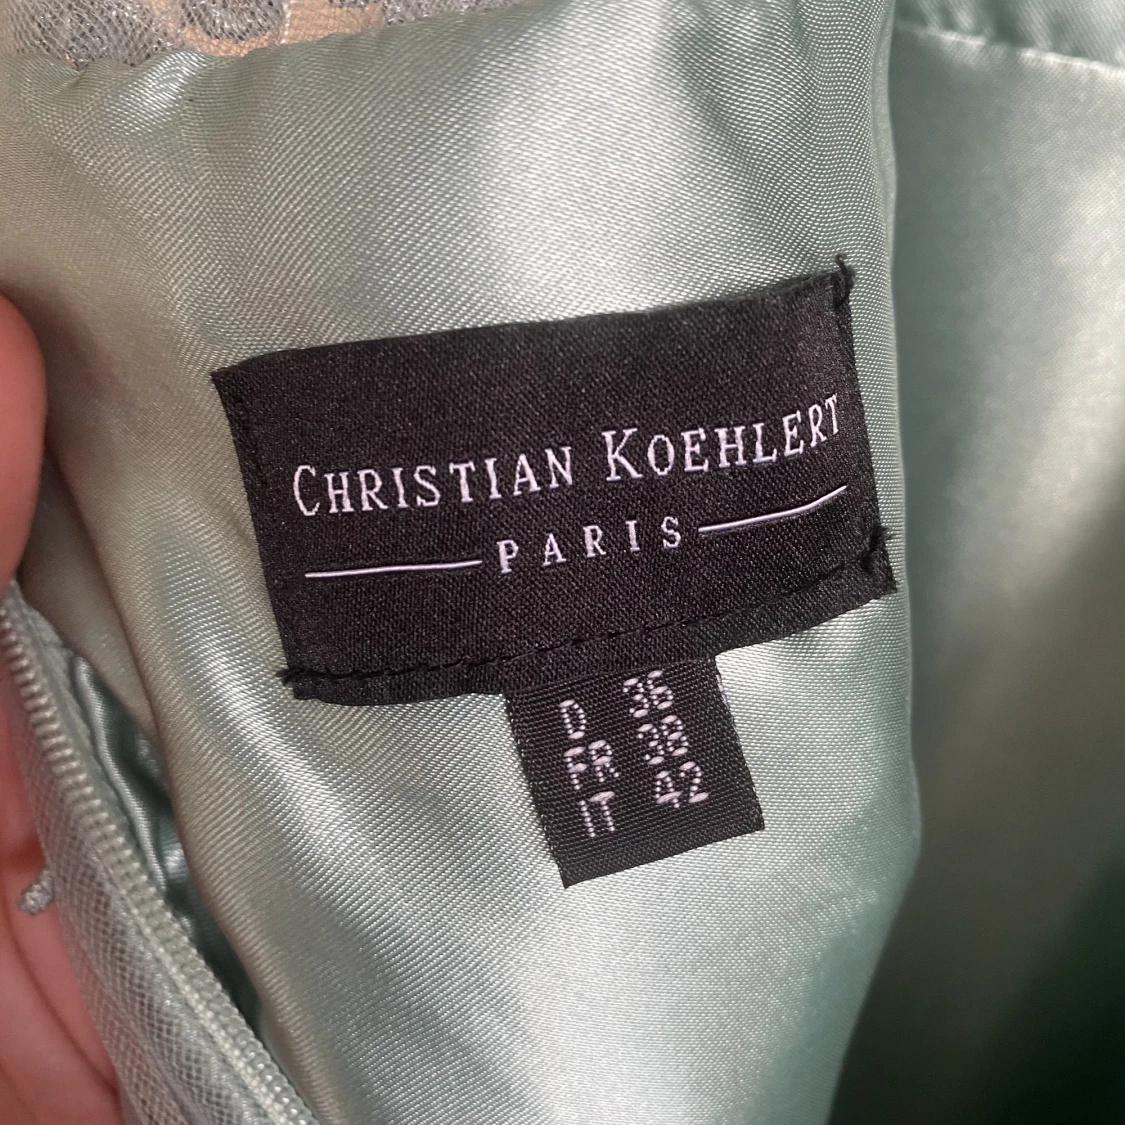 CHRISTIAN KOEHLERT
PARIS
D 36
FR 38
IT 42